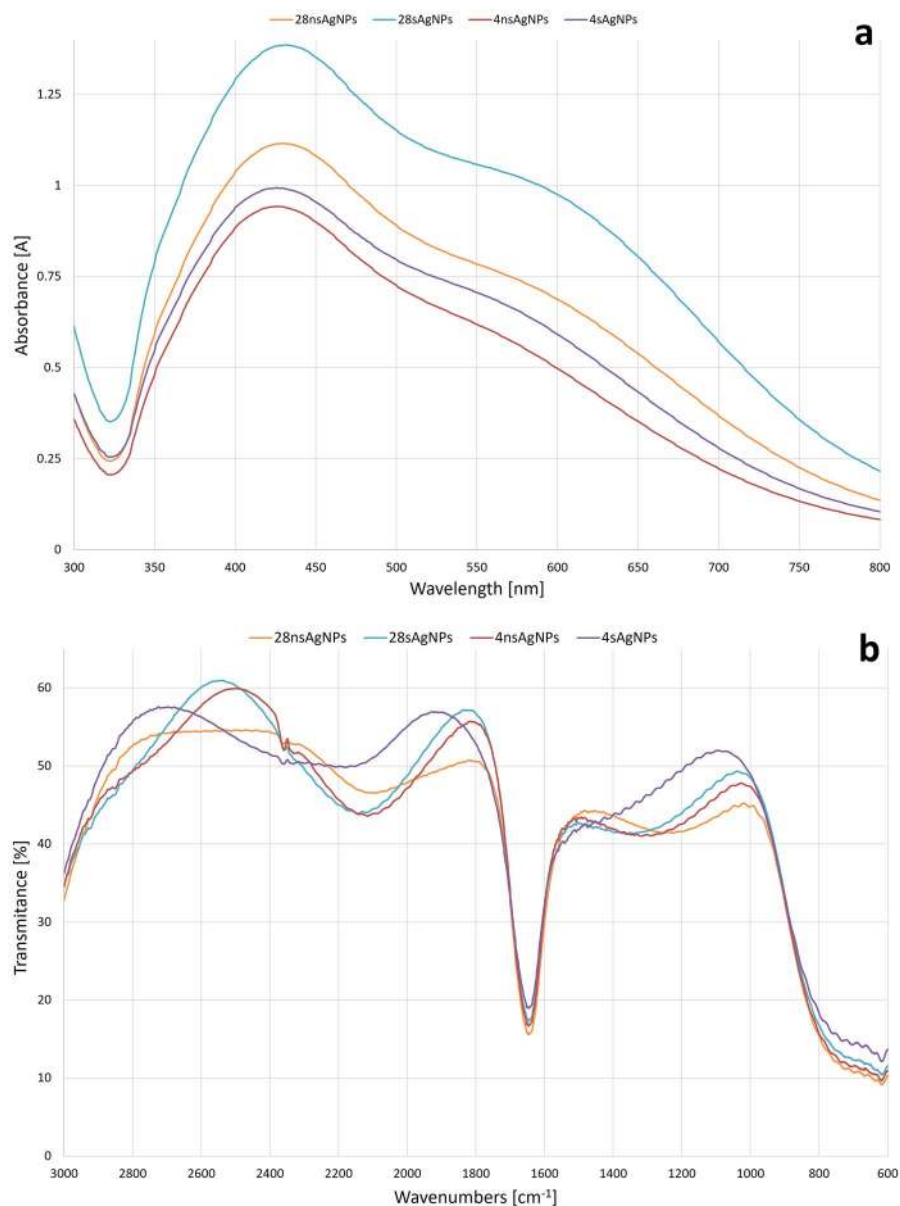 28nsAgNPs 28sAgNPs 4nsAgNPs 4sAgNPs
a
1.25
1
0.75
0.5
0.25
0
Absorbance [A]
300 350 400 450 500 550 600 650 700 750 800
Wavelength [nm]
28nsAgNPs 28sAgNPs 4nsAgNPs 4sAgNPs
b
60
50
40
30
20
10
0
Transmitance [%]
3000 2800 2600 2400 2200 2000 1800 1600 1400 1200 1000 800 600
Wavenumbers [cm⁻¹]